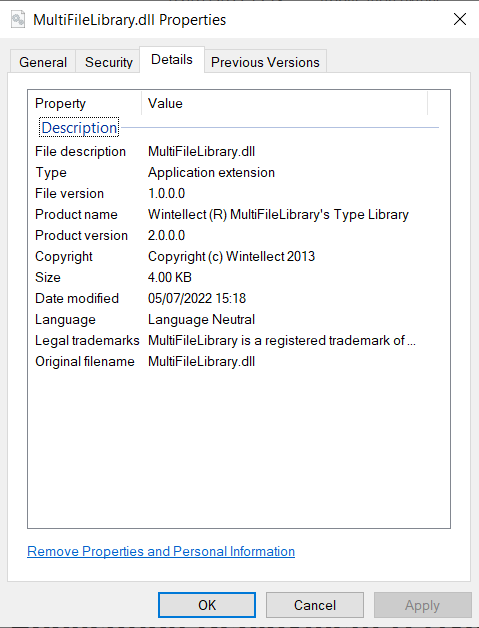 MultiFileLibrary.dll Properties
General Security Details Previous Versions
Property Value
Description
File description MultiFileLibrary.dll
Type Application extension
File version 1.0.0.0
Product name Wintellect (R) MultiFileLibrary's Type Library
Product version 2.0.0.0
Copyright Copyright (c) Wintellect 2013
Size 4.00 KB
Date modified 05/07/2022 15:18
Language Language Neutral
Legal trademarks MultiFileLibrary is a registered trademark of ...
Original filename MultiFileLibrary.dll
Remove Properties and Personal Information
OK Cancel Apply